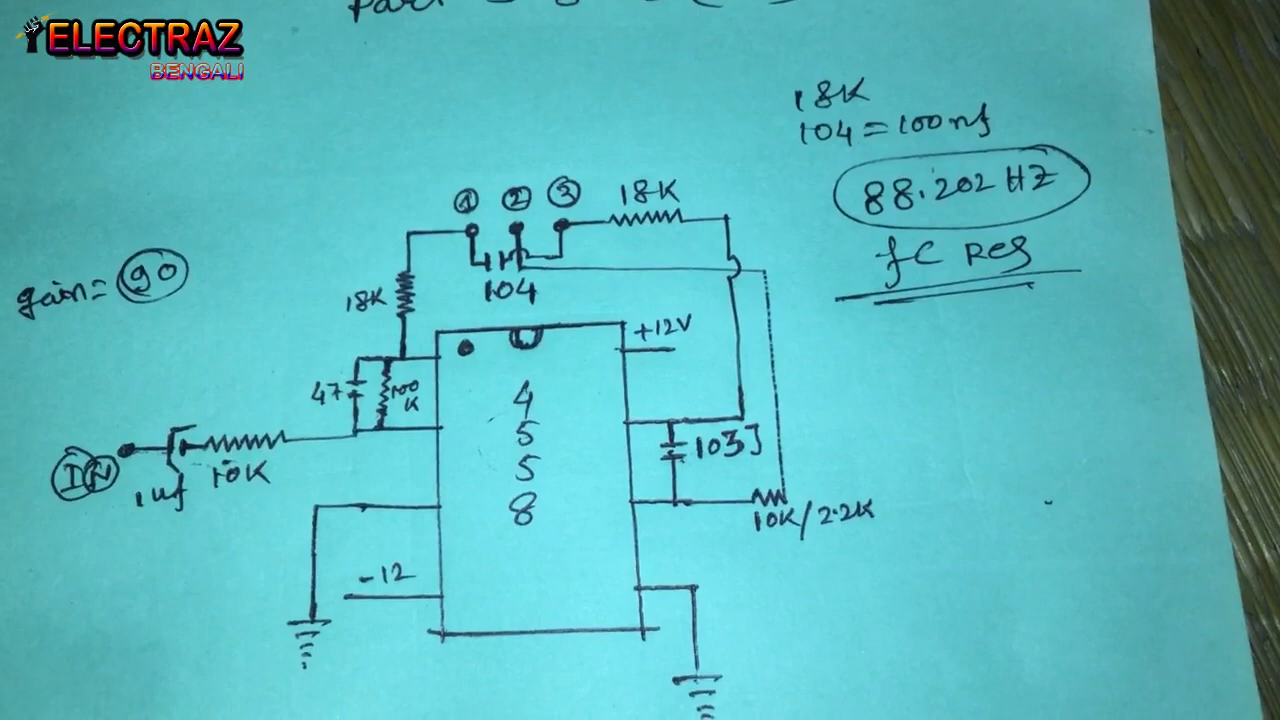 ELECTRAZ
BENGALI
18K
104 = 100nf
88.202 HZ
fc Res
① ② ③
18K
104
18K
gain= 90
+12V
47
100
K
4
5
5
8
103J
IN
1uf
10K
10K/2.2K
-12